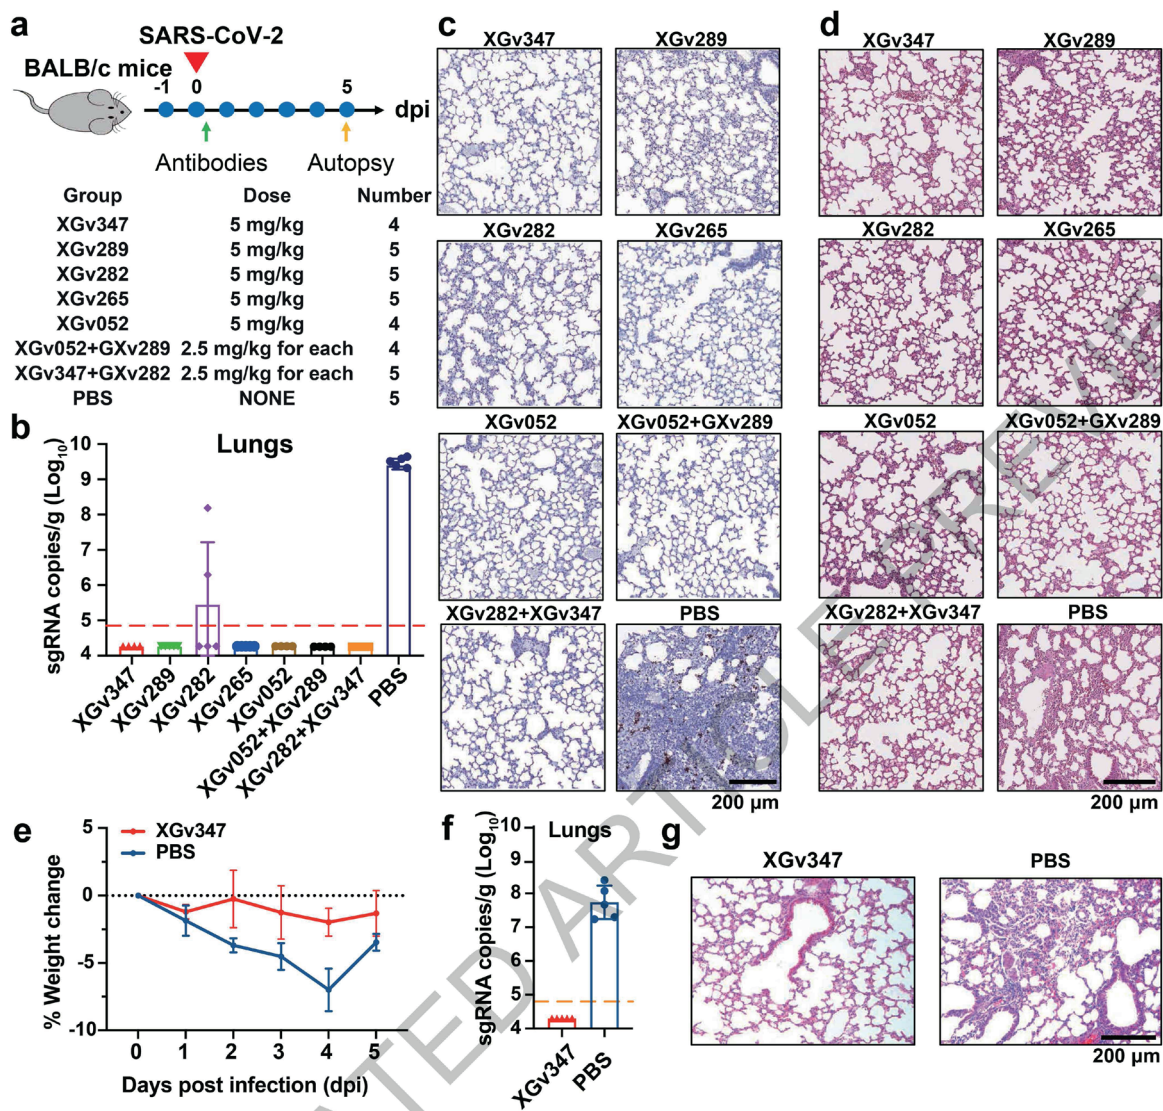 a
SARS-CoV-2
BALB/c mice
-1 0 5
dpi
Antibodies Autopsy
Group Dose Number
XGv347 5 mg/kg 4
XGv289 5 mg/kg 5
XGv282 5 mg/kg 5
XGv265 5 mg/kg 5
XGv052 5 mg/kg 4
XGv052+GXv289 2.5 mg/kg for each 4
XGv347+GXv282 2.5 mg/kg for each 5
PBS NONE 5
b
Lungs
sgRNA copies/g (Log10)
10
9
8
7
6
5
4
XGv347
XGv289
XGv282
XGv265
XGv052
XGv052+XGv289
XGv282+XGv347
PBS
c
XGv347 XGv289
XGv282 XGv265
XGv052 XGv052+GXv289
XGv282+XGv347 PBS
200 µm
d
XGv347 XGv289
XGv282 XGv265
XGv052 XGv052+GXv289
XGv282+XGv347 PBS
200 µm
e
XGv347
PBS
% Weight change
5
0
-5
-10
0 1 2 3 4 5
Days post infection (dpi)
f
Lungs
sgRNA copies/g (Log10)
10
9
8
7
6
5
4
XGv347
PBS
g
XGv347 PBS
200 µm
ATED ARTICLE PREVIE